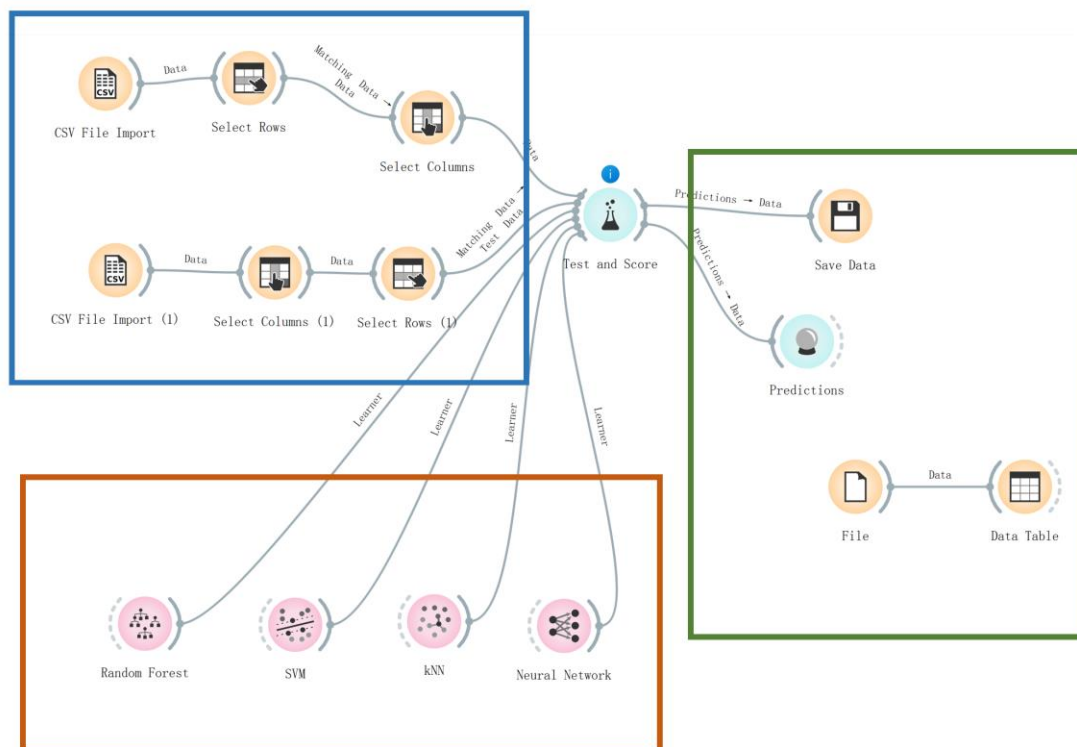 Data
Matching Data →
Data
CSV
CSV File Import
Select Rows
Select Columns
Data
Matching Data →
Test Data
Data
Data
CSV
CSV File Import (1)
Select Columns (1)
Select Rows (1)
Test and Score
Predictions → Data
Save Data
Predictions → Data
Predictions
Data
File
Data Table
Learner
Learner
Learner
Learner
Random Forest
SVM
kNN
Neural Network